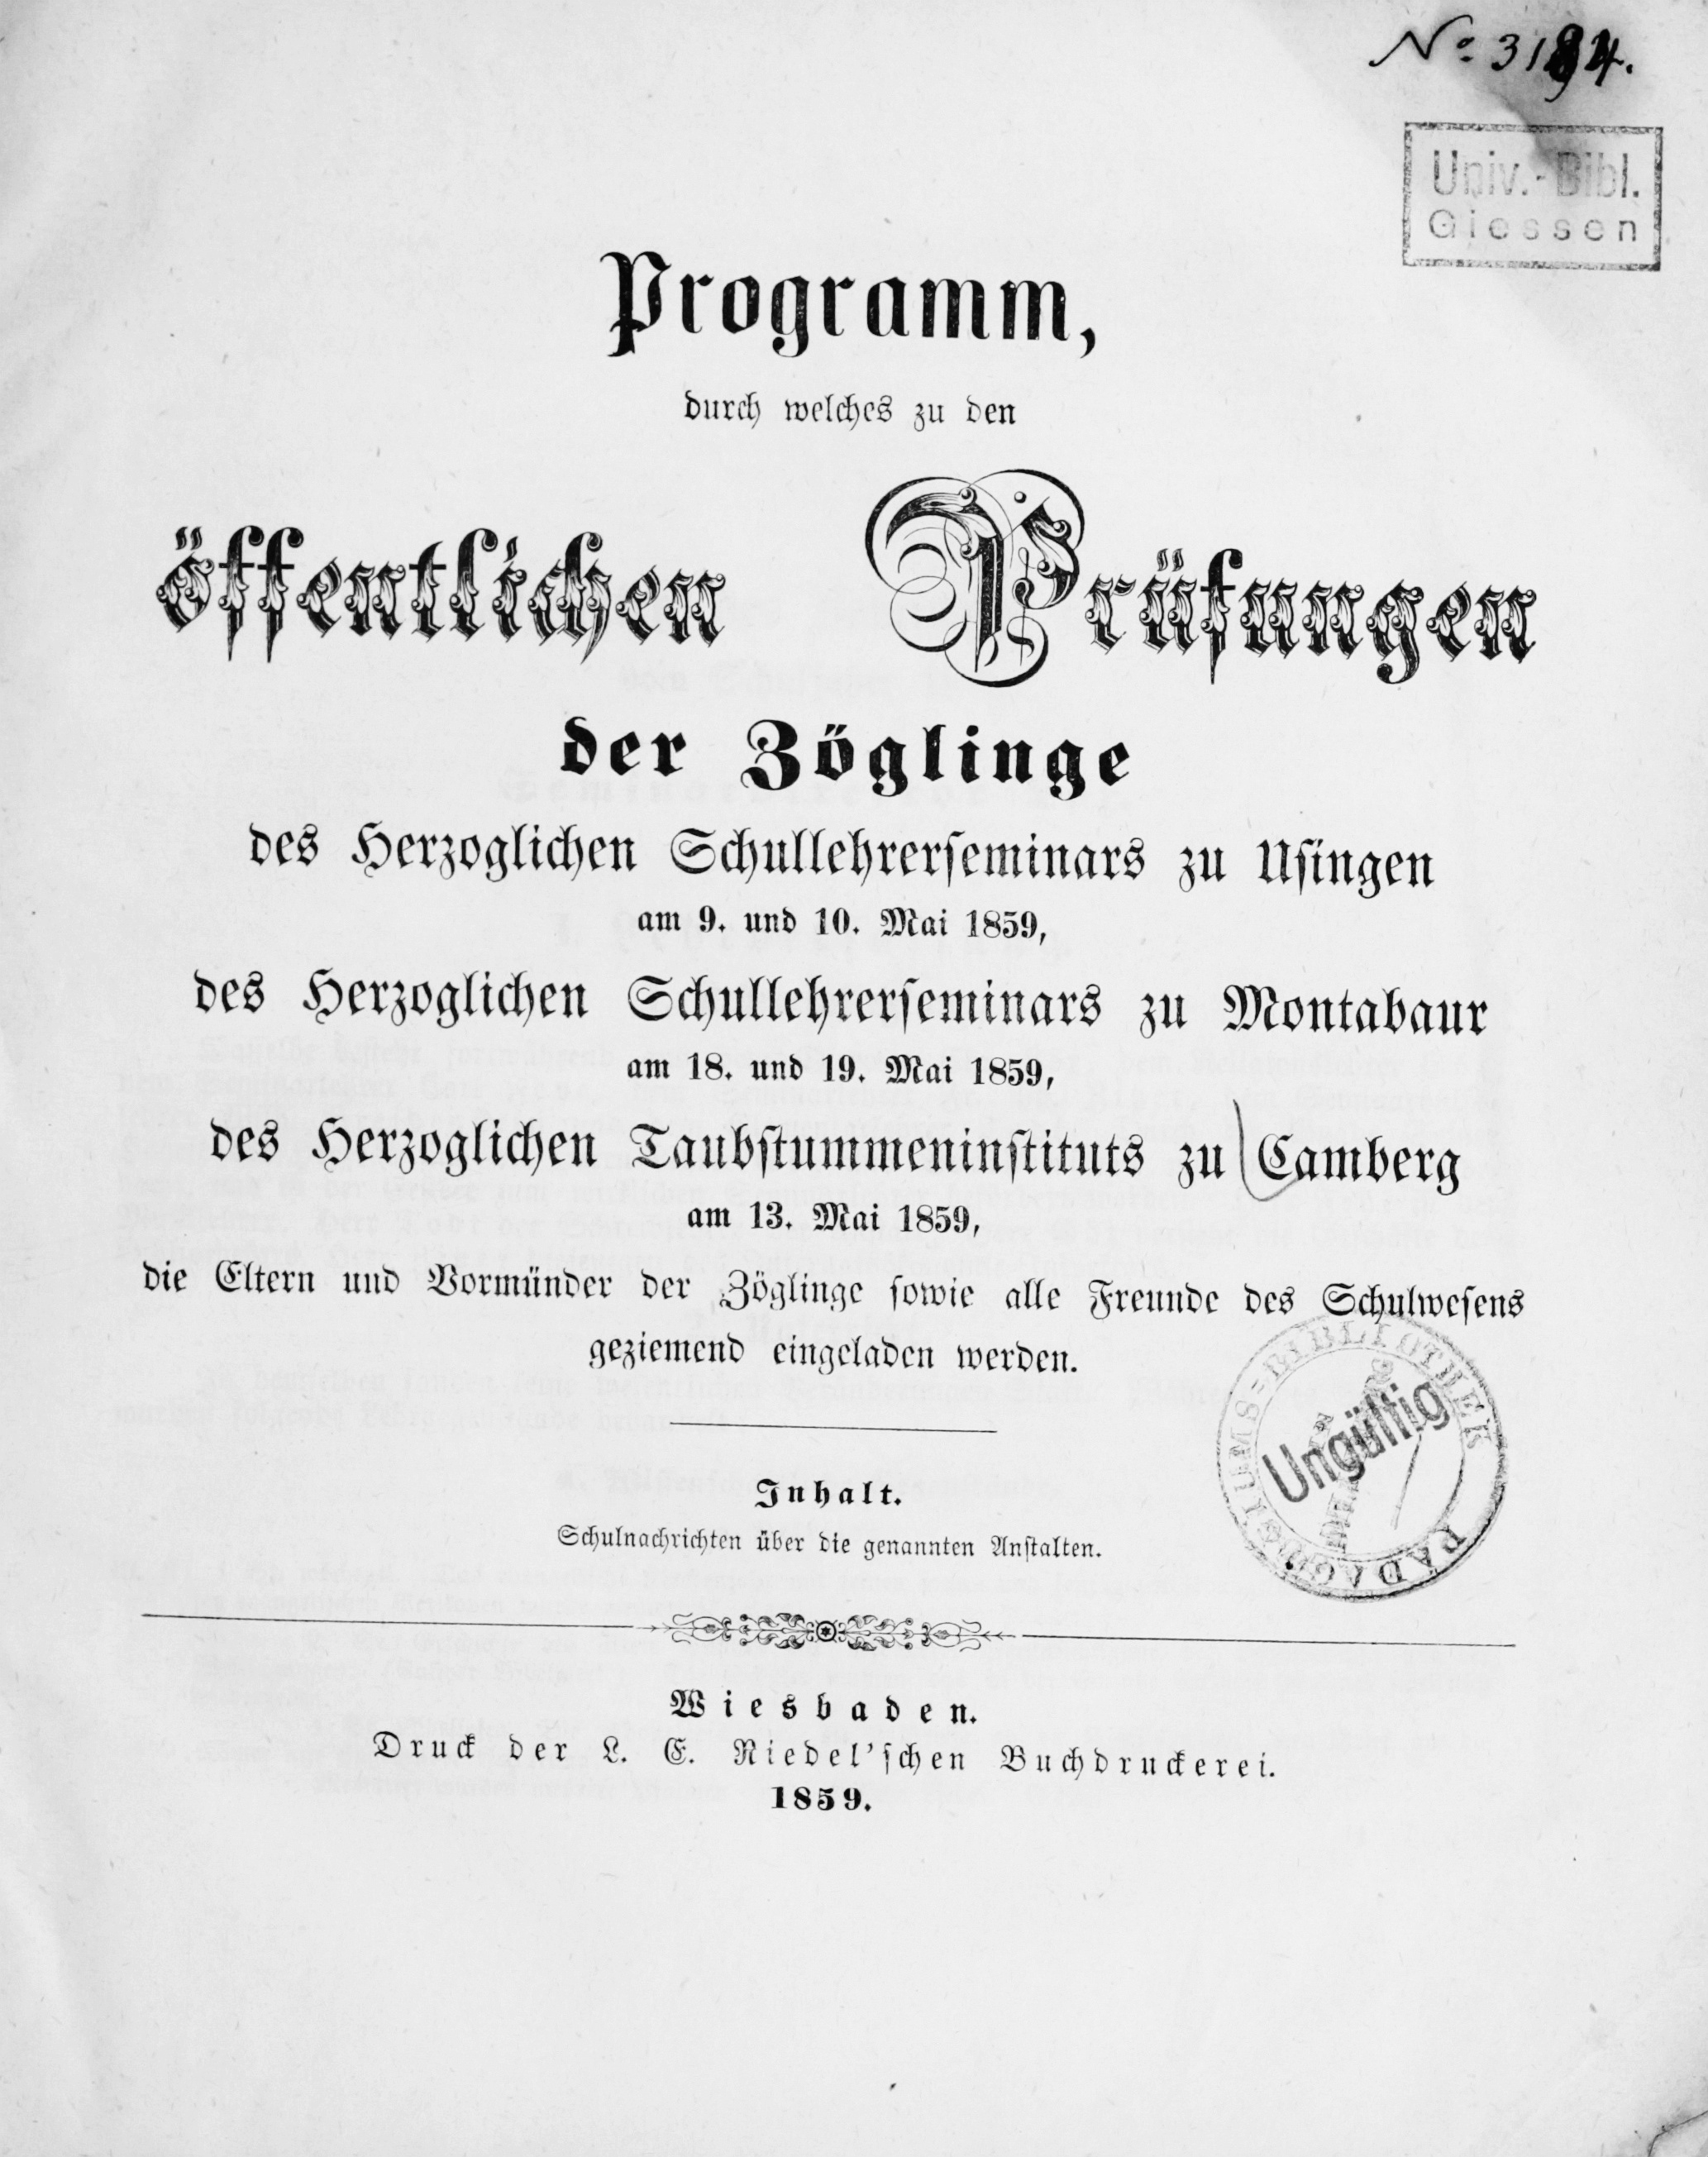 Univ.-Bibl.
Giessen
Programm,
durch welches zu den
öffentlichen Prüfungen
der Zöglinge
des Herzoglichen Schullehrerseminars zu Usingen
am 9. und 10. Mai 1859,
des Herzoglichen Schullehrerseminars zu Montabaur
am 18. und 19. Mai 1859,
des Herzoglichen Taubstummeninstituts zu Camberg
am 13. Mai 1859,
die Eltern und Vormünder der Zöglinge sowie alle Freunde des Schulwesens
geziemend eingeladen werden.
Ungültig
Inhalt.
Schulnachrichten über die genannten Anstalten.
Wiesbaden.
Druck der L. E. Riedel'schen Buchdruckerei.
1859.